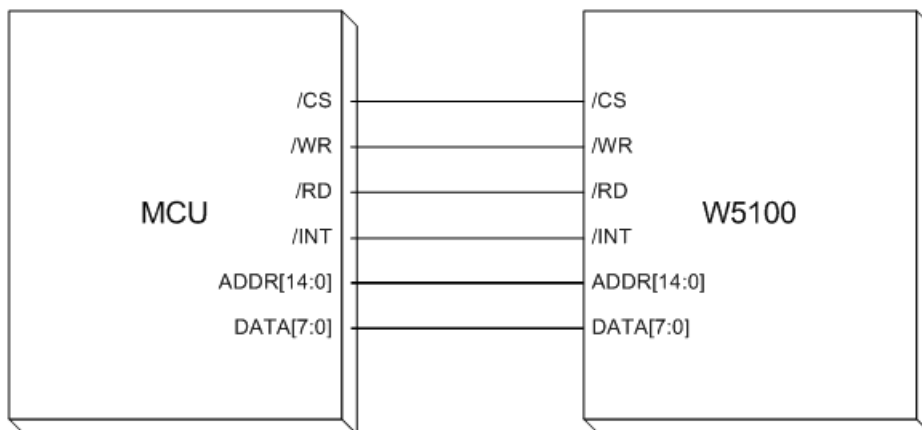 /CS
/WR
/RD
MCU
/INT
ADDR[14:0]
DATA[7:0]
/CS
/WR
/RD
W5100
/INT
ADDR[14:0]
DATA[7:0]